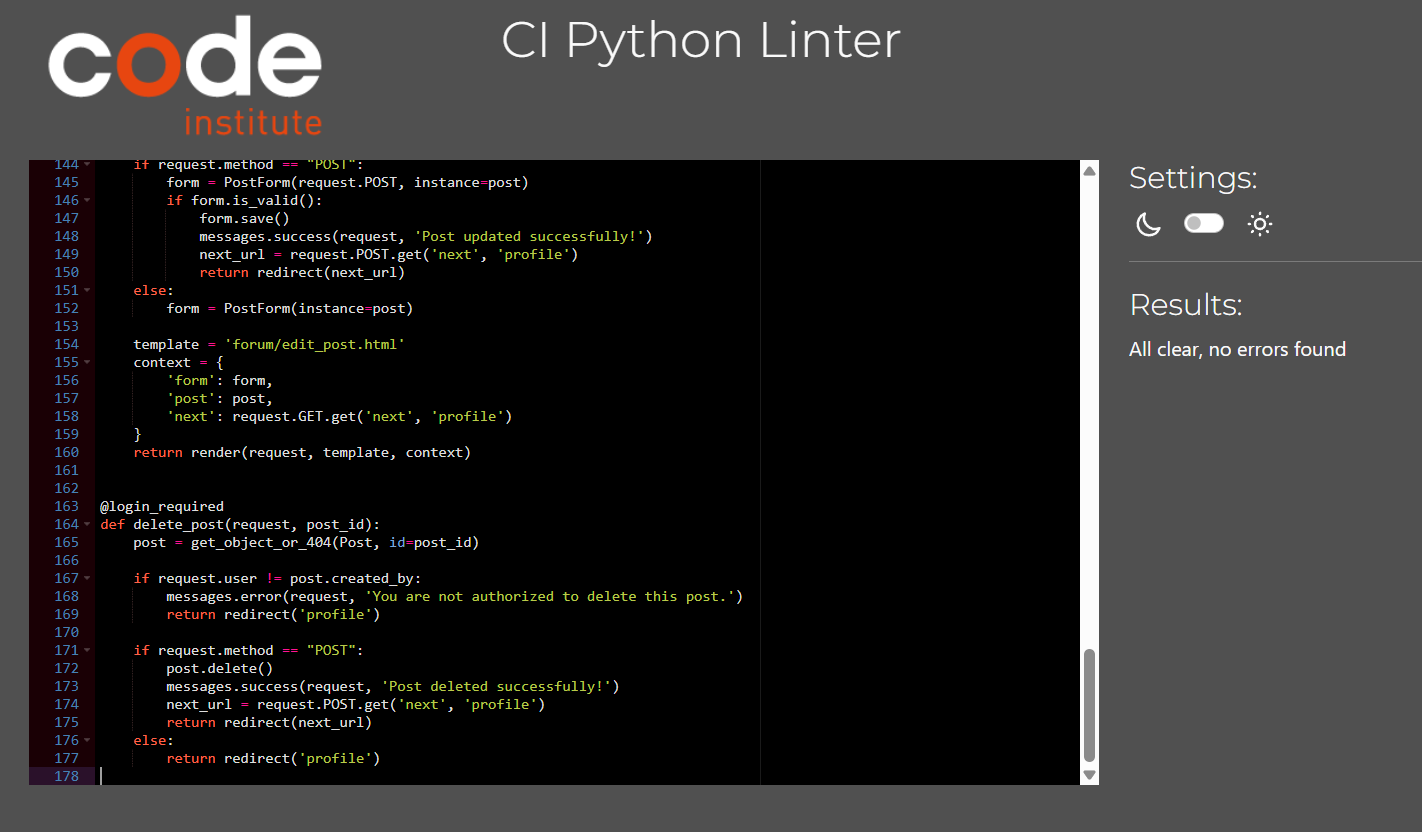 code
institute
CI Python Linter
144     if request.method == "POST":
145         form = PostForm(request.POST, instance=post)
146         if form.is_valid():
147             form.save()
148             messages.success(request, 'Post updated successfully!')
149             next_url = request.POST.get('next', 'profile')
150             return redirect(next_url)
151     else:
152         form = PostForm(instance=post)
153
154     template = 'forum/edit_post.html'
155     context = {
156         'form': form,
157         'post': post,
158         'next': request.GET.get('next', 'profile')
159     }
160     return render(request, template, context)
161
162
163 @login_required
164 def delete_post(request, post_id):
165     post = get_object_or_404(Post, id=post_id)
166
167     if request.user != post.created_by:
168         messages.error(request, 'You are not authorized to delete this post.')
169         return redirect('profile')
170
171     if request.method == "POST":
172         post.delete()
173         messages.success(request, 'Post deleted successfully!')
174         next_url = request.POST.get('next', 'profile')
175         return redirect(next_url)
176     else:
177         return redirect('profile')
178
Settings:
Results:
All clear, no errors found